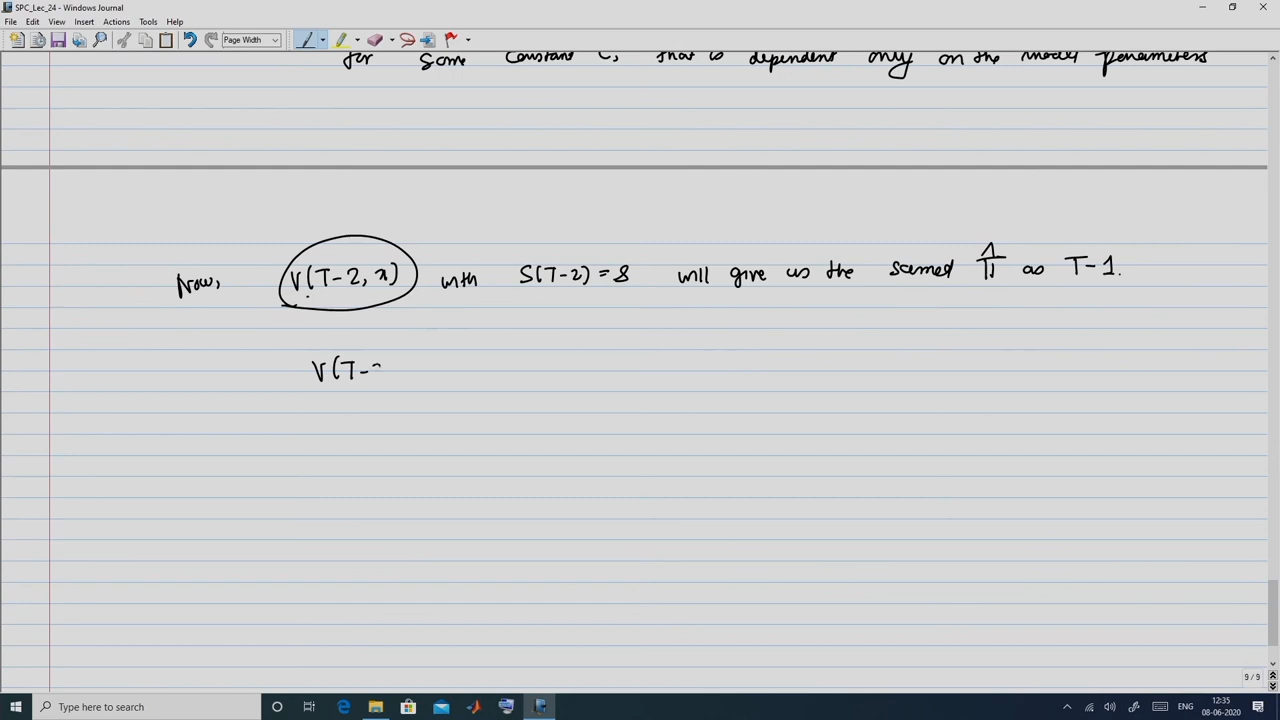 SPC_Lec_24 - Windows Journal
File Edit View Insert Actions Tools Help
Page Width
for some constant C, that is dependent only on the model parameters
Now, V(T-2, x) with S(T-2) = s will give us the samed π̂ as T-1.
V(T-
9 / 9
Type here to search
ENG
12:35
08-06-2020